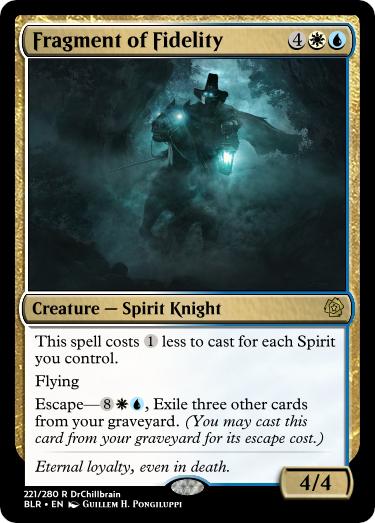 Fragment of Fidelity 4
Creature — Spirit Knight
This spell costs 1 less to cast for each Spirit
you control.
Flying
Escape—8, Exile three other cards
from your graveyard. (You may cast this
card from your graveyard for its escape cost.)
Eternal loyalty, even in death.
4/4
221/280 R DrChillbrain
BLR • EN Guillem H. Pongiluppi